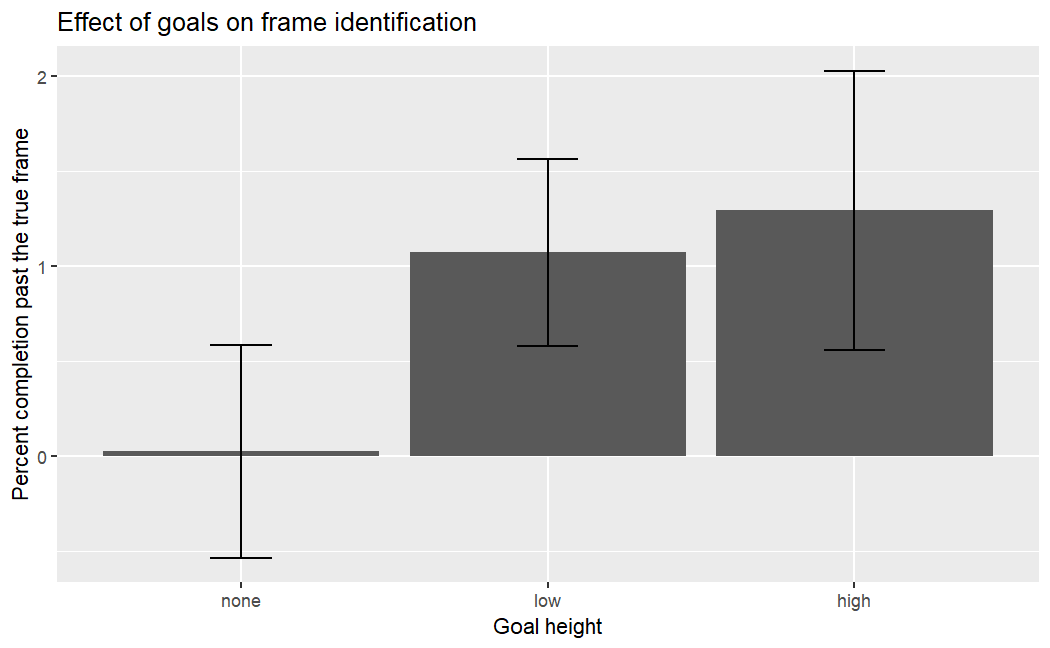 Effect of goals on frame identification
Percent completion past the true frame
2
1
0
none low high
Goal height